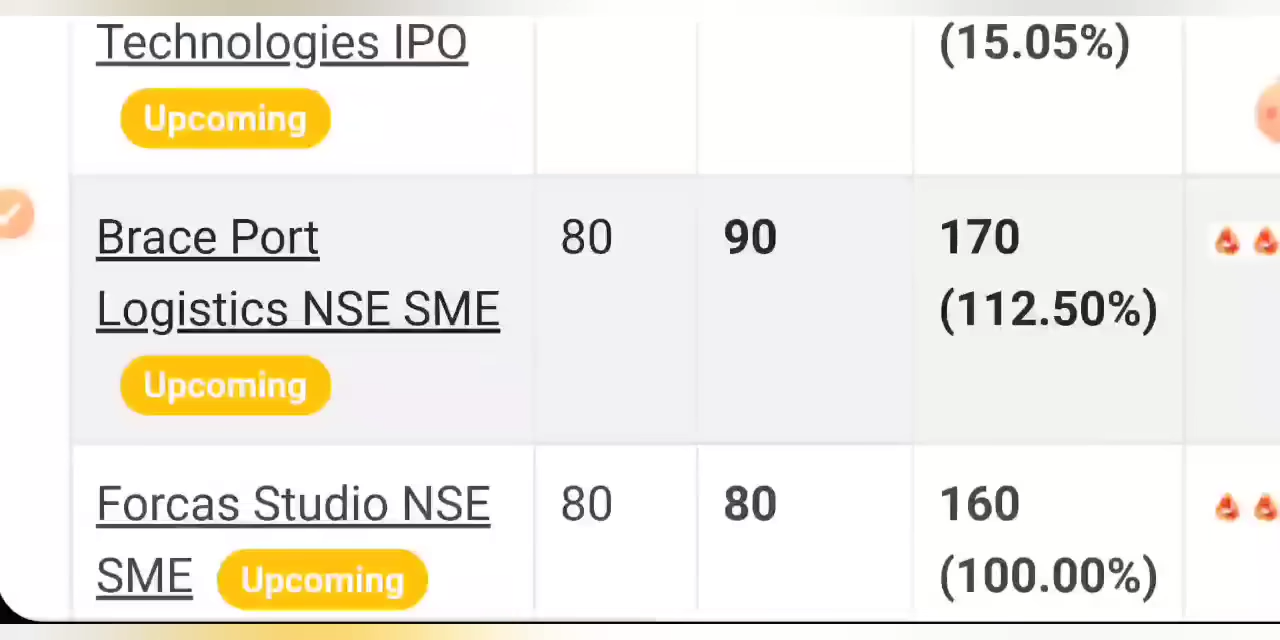 Technologies IPO (15.05%)
Upcoming
Brace Port 80 90 170
Logistics NSE SME (112.50%)
Upcoming
Forcas Studio NSE 80 80 160
SME Upcoming (100.00%)